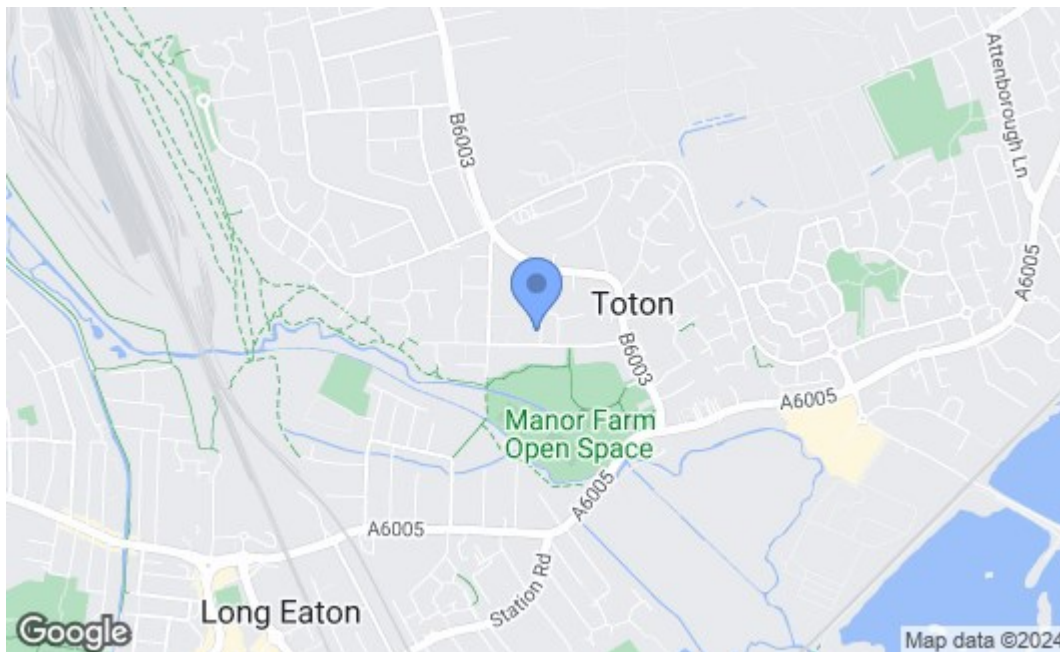 B6003
Attenborough Ln
A6005
Toton
B6003
A6005
Manor Farm
Open Space
A6005
A6005
Station Rd
Long Eaton
Google
Map data ©2024